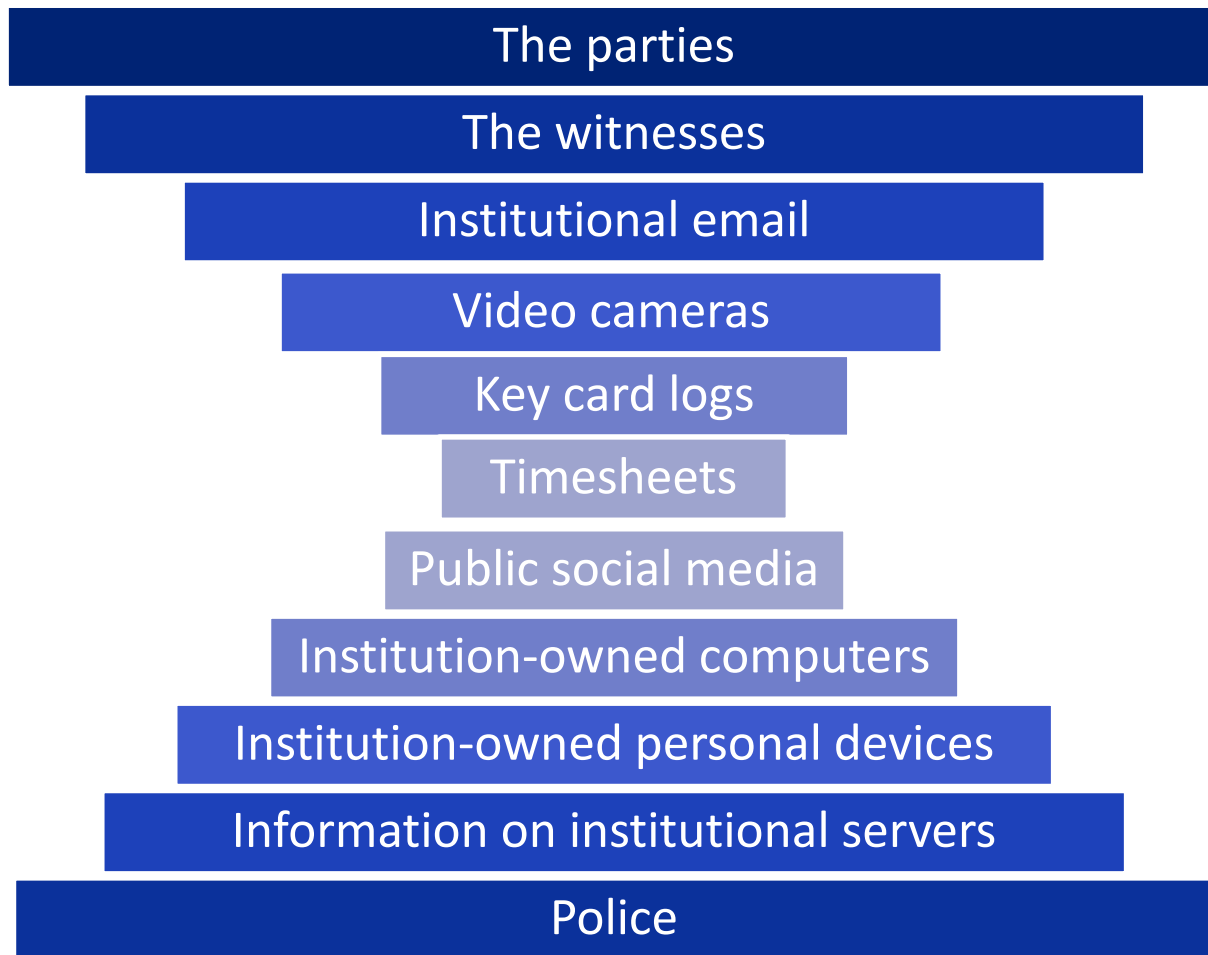 The parties
The witnesses
Institutional email
Video cameras
Key card logs
Timesheets
Public social media
Institution-owned computers
Institution-owned personal devices
Information on institutional servers
Police